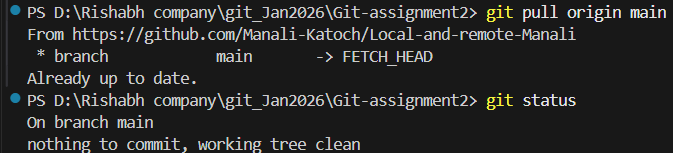 PS D:\Rishabh company\git_Jan2026\Git-assignment2> git pull origin main
From https://github.com/Manali-Katoch/Local-and-remote-Manali
 * branch            main       -> FETCH_HEAD
Already up to date.
PS D:\Rishabh company\git_Jan2026\Git-assignment2> git status
On branch main
nothing to commit, working tree clean